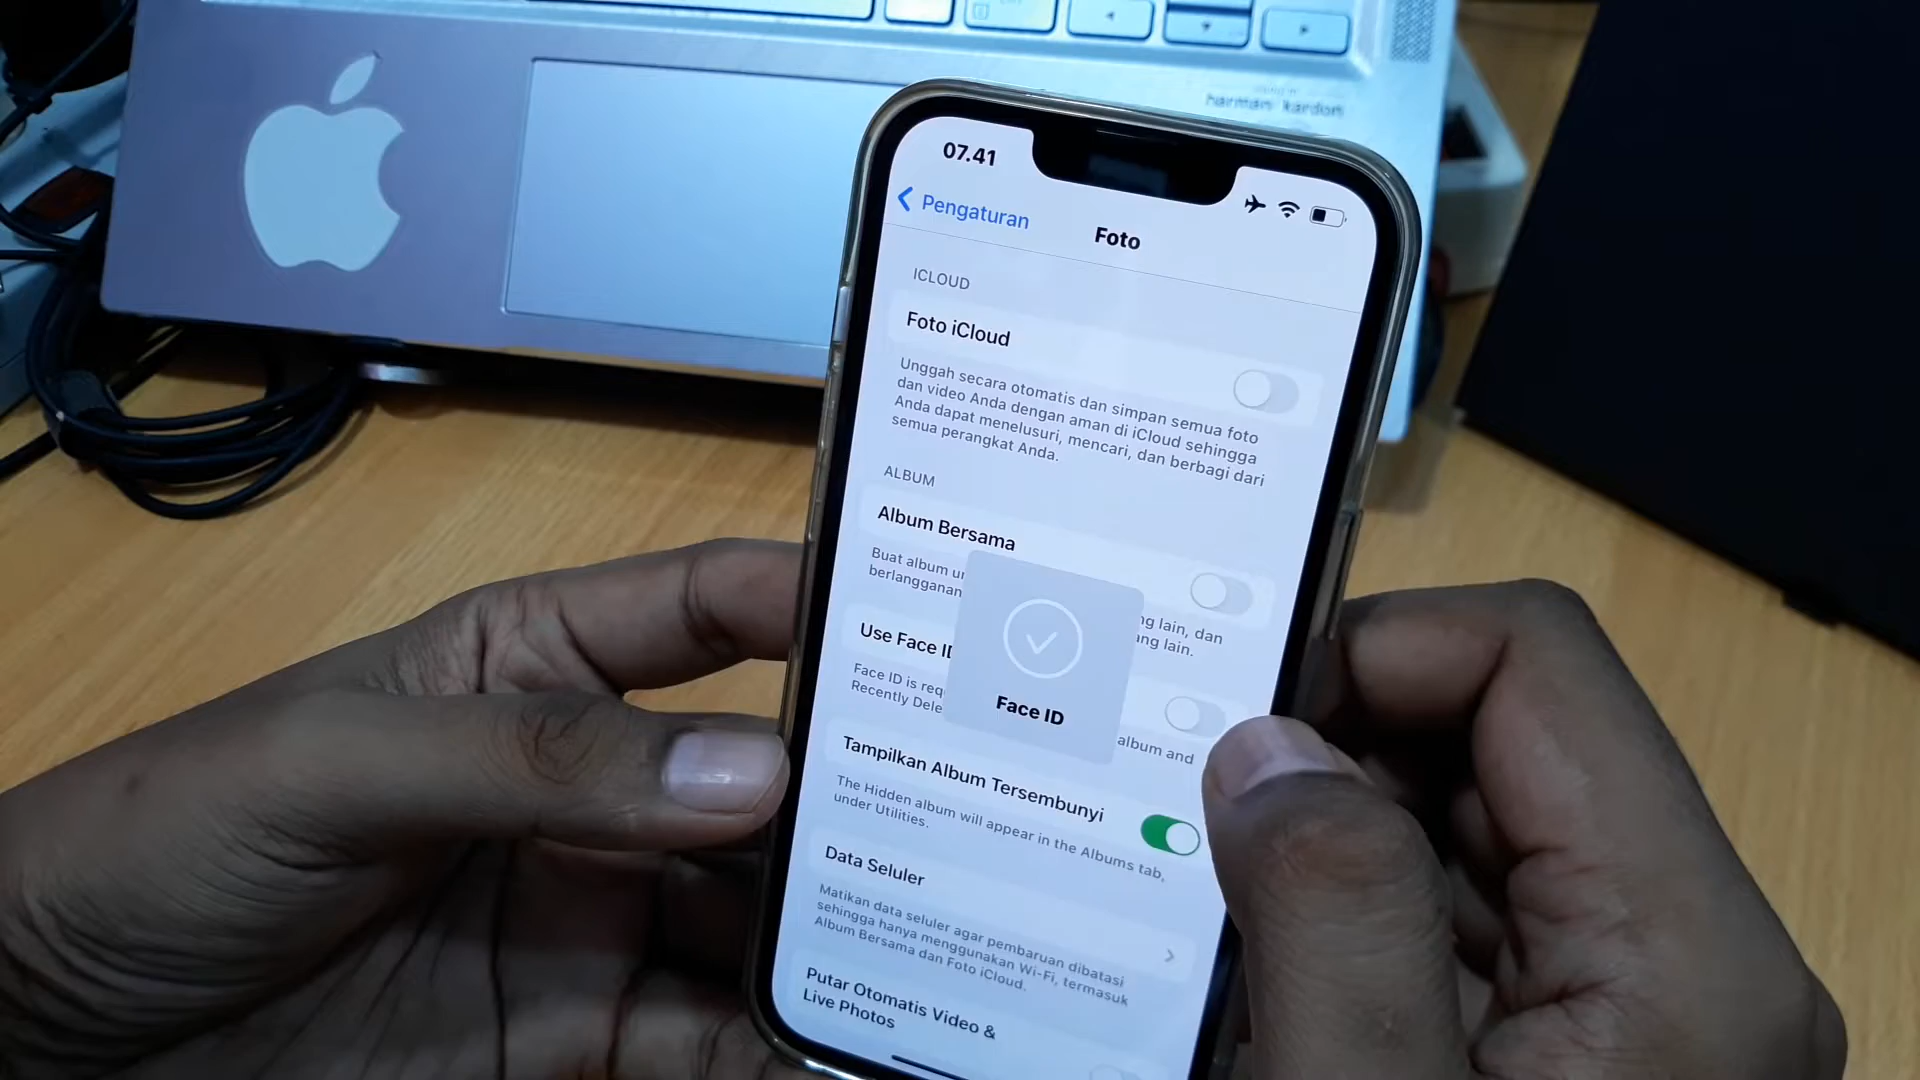 harman / kardon
07.41
Pengaturan
Foto
ICLOUD
Foto iCloud
Unggah secara otomatis dan simpan semua foto
dan video Anda dengan aman di iCloud sehingga
Anda dapat menelusuri, mencari, dan berbagi dari
semua perangkat Anda.
ALBUM
Album Bersama
Buat album
ng lain, dan
berlangganan
ang lain.
Use Face ID
Face ID is
album and
Recently
Face ID
Tampilkan Album Tersembunyi
The Hidden album will appear in the Albums tab,
under Utilities.
Data Seluler
Matikan data seluler agar pembaruan dibatasi
sehingga hanya menggunakan Wi-Fi, termasuk
Album Bersama dan Foto iCloud.
Putar Otomatis Video &
Live Photos